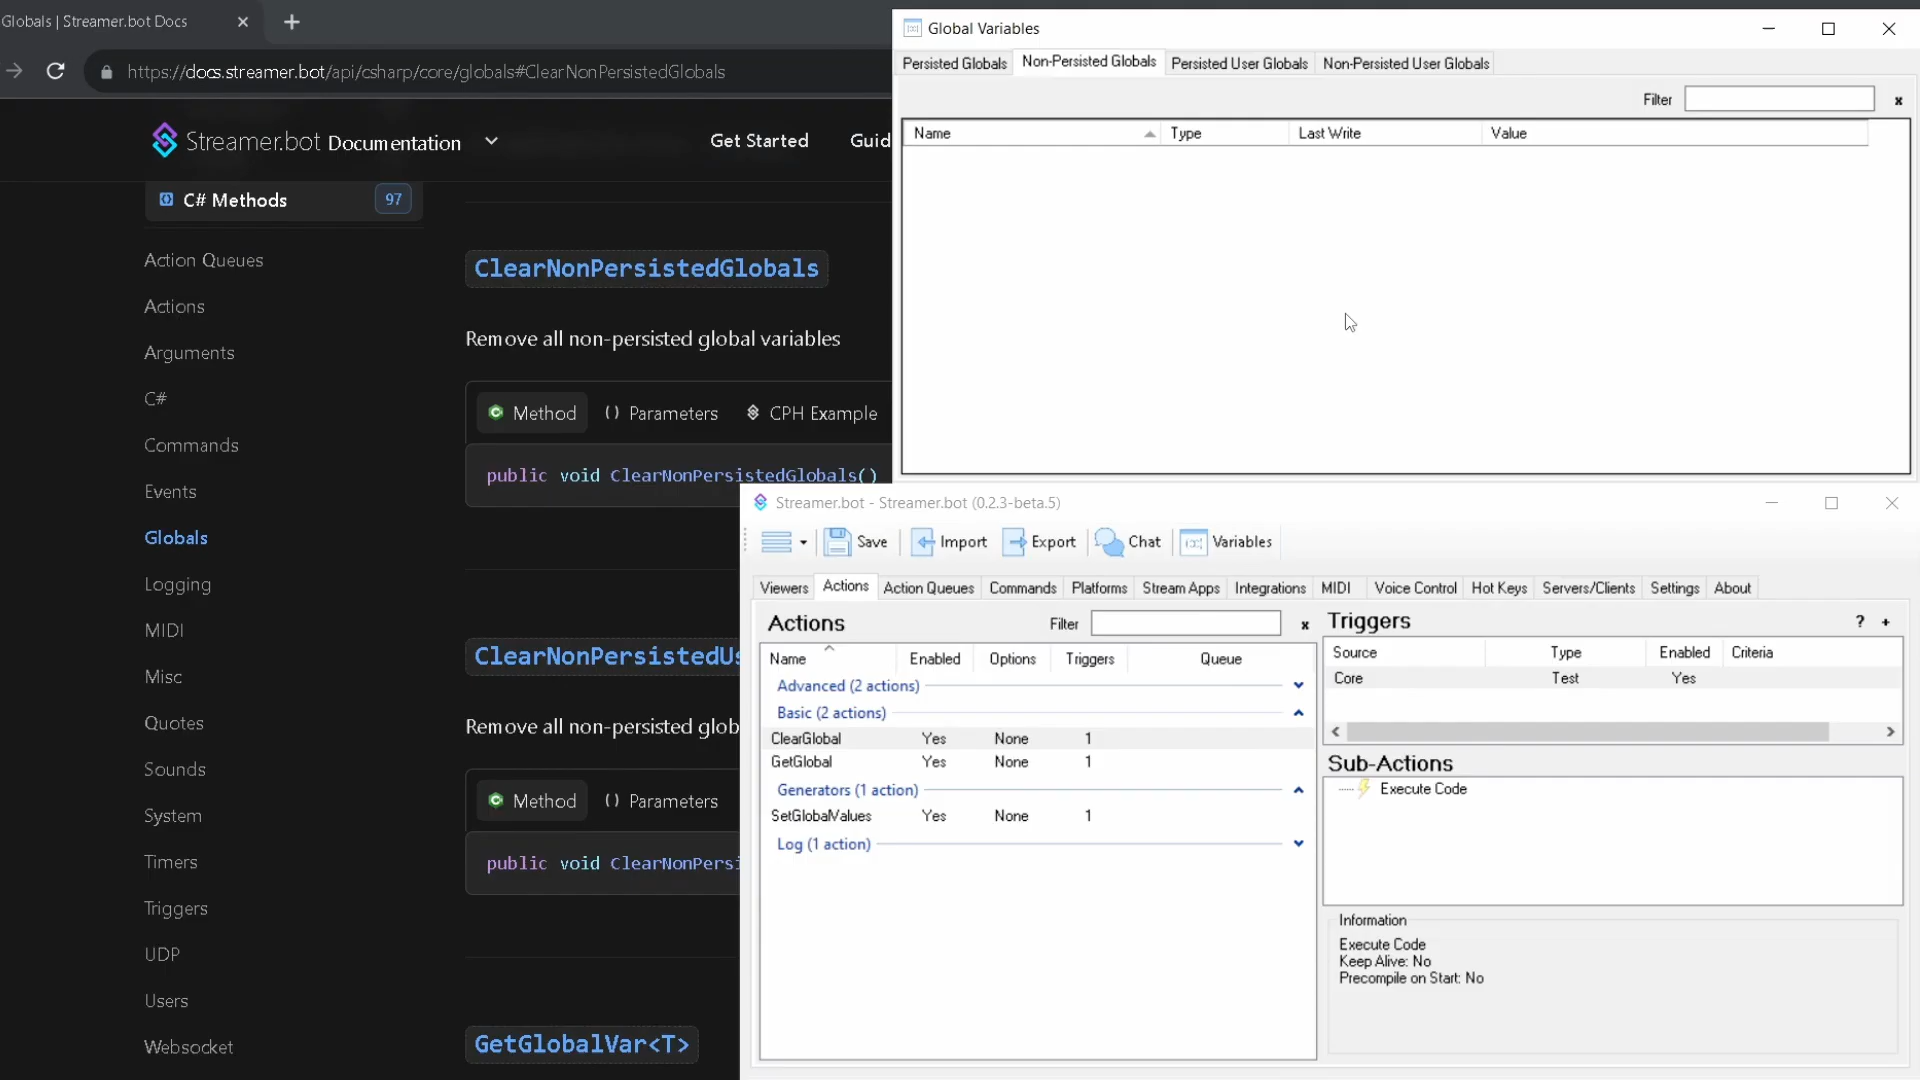 Globals | Streamer.bot Docs
https://docs.streamer.bot/api/csharp/core/globals#ClearNonPersistedGlobals
Streamer.bot Documentation
Get Started
Guid
C# Methods 97
Action Queues
Actions
Arguments
C#
Commands
Events
Globals
Logging
MIDI
Misc
Quotes
Sounds
System
Timers
Triggers
UDP
Users
Websocket
ClearNonPersistedGlobals
Remove all non-persisted global variables
Method () Parameters CPH Example
public void ClearNonPersistedGlobals()
ClearNonPersistedUs
Remove all non-persisted glob
Method () Parameters
public void ClearNonPersi
GetGlobalVar<T>
Global Variables
Persisted Globals Non-Persisted Globals Persisted User Globals Non-Persisted User Globals
Filter x
Name Type Last Write Value
Streamer.bot - Streamer.bot (0.2.3-beta.5)
Save Import Export Chat Variables
Viewers Actions Action Queues Commands Platforms Stream Apps Integrations MIDI Voice Control Hot Keys Servers/Clients Settings About
Actions Filter x
Name Enabled Options Triggers Queue
Advanced (2 actions)
Basic (2 actions)
ClearGlobal Yes None 1
GetGlobal Yes None 1
Generators (1 action)
SetGlobalValues Yes None 1
Log (1 action)
Triggers ? +
Source Type Enabled Criteria
Core Test Yes
Sub-Actions
Execute Code
Information
Execute Code
Keep Alive: No
Precompile on Start: No